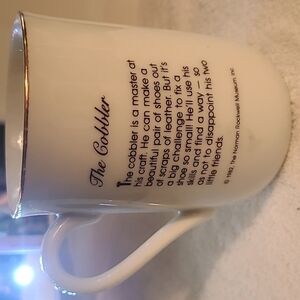 The Cobbler
The cobbler is a master at
his craft. He can make a
beautiful pair of shoes out
of scraps of leather. But it's
a big challenge to fix a
shoe so small! He'll use his
skills and find a way — so
as not to disappoint his two
little friends.
© 1982 The Norman Rockwell Museum, Inc.